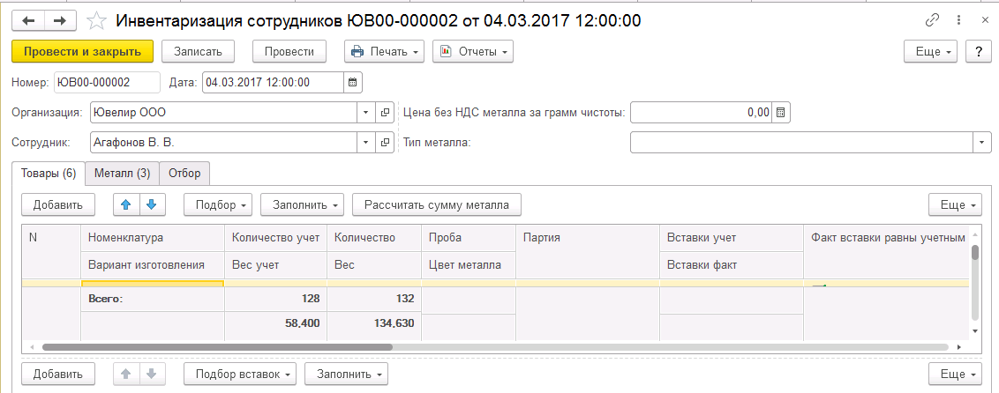 Инвентаризация сотрудников ЮВ00-000002 от 04.03.2017 12:00:00
Провести и закрыть Записать Провести Печать Отчеты Еще ?
Номер: ЮВ00-000002 Дата: 04.03.2017 12:00:00
Организация: Ювелир ООО Цена без НДС металла за грамм чистоты: 0,00
Сотрудник: Агафонов В. В. Тип металла:
Товары (6) Металл (3) Отбор
Добавить Подбор Заполнить Рассчитать сумму металла Еще
N Номенклатура Количество учет Количество Проба Партия Вставки учет Факт вставки равны учетным
Вариант изготовления Вес учет Вес Цвет металла Вставки факт
Всего: 128 132
58,400 134,630
Добавить Подбор вставок Заполнить Еще